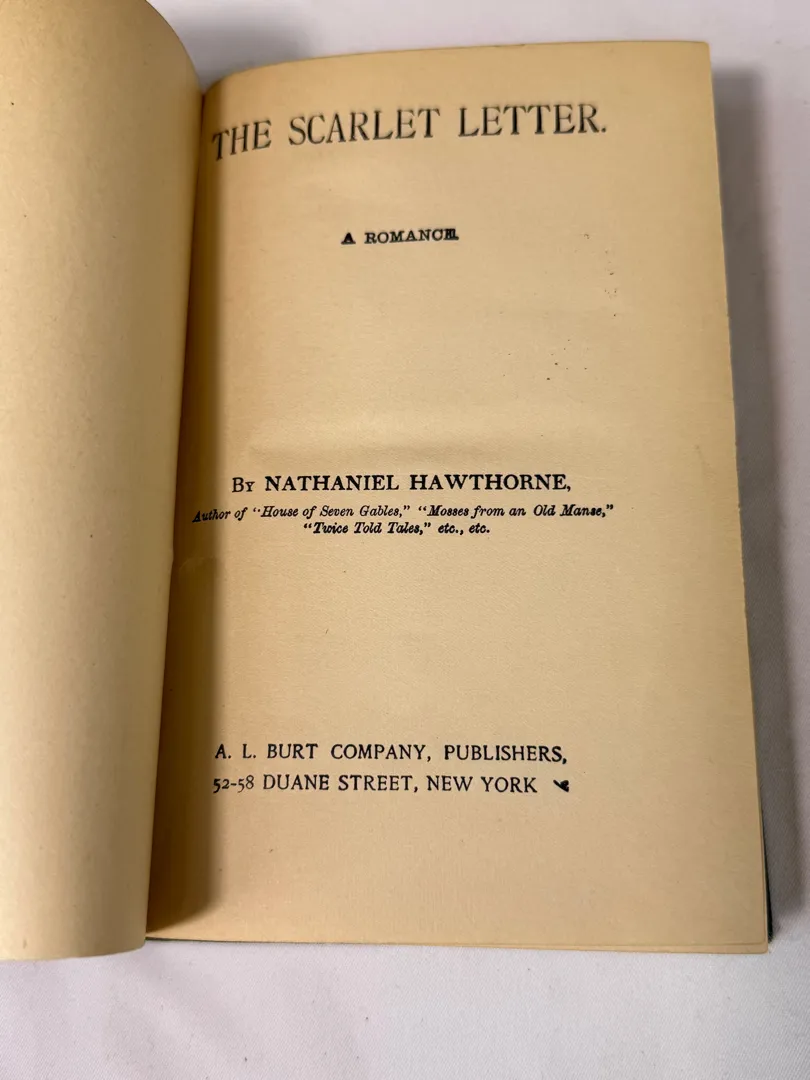 THE SCARLET LETTER.
A ROMANCE.
By NATHANIEL HAWTHORNE,
Author of "House of Seven Gables," "Mosses from an Old Manse,"
"Twice Told Tales," etc., etc.
A. L. BURT COMPANY, PUBLISHERS,
52-58 DUANE STREET, NEW YORK